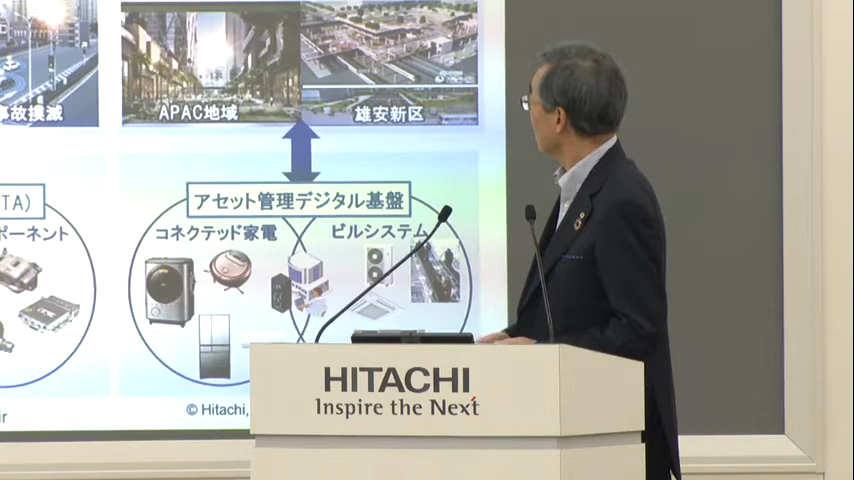 事故撲滅
APAC地域
雄安新区
TA)
アセット管理デジタル基盤
ポーネント
コネクテッド家電
ビルシステム
© Hitachi,
HITACHI
Inspire the Next